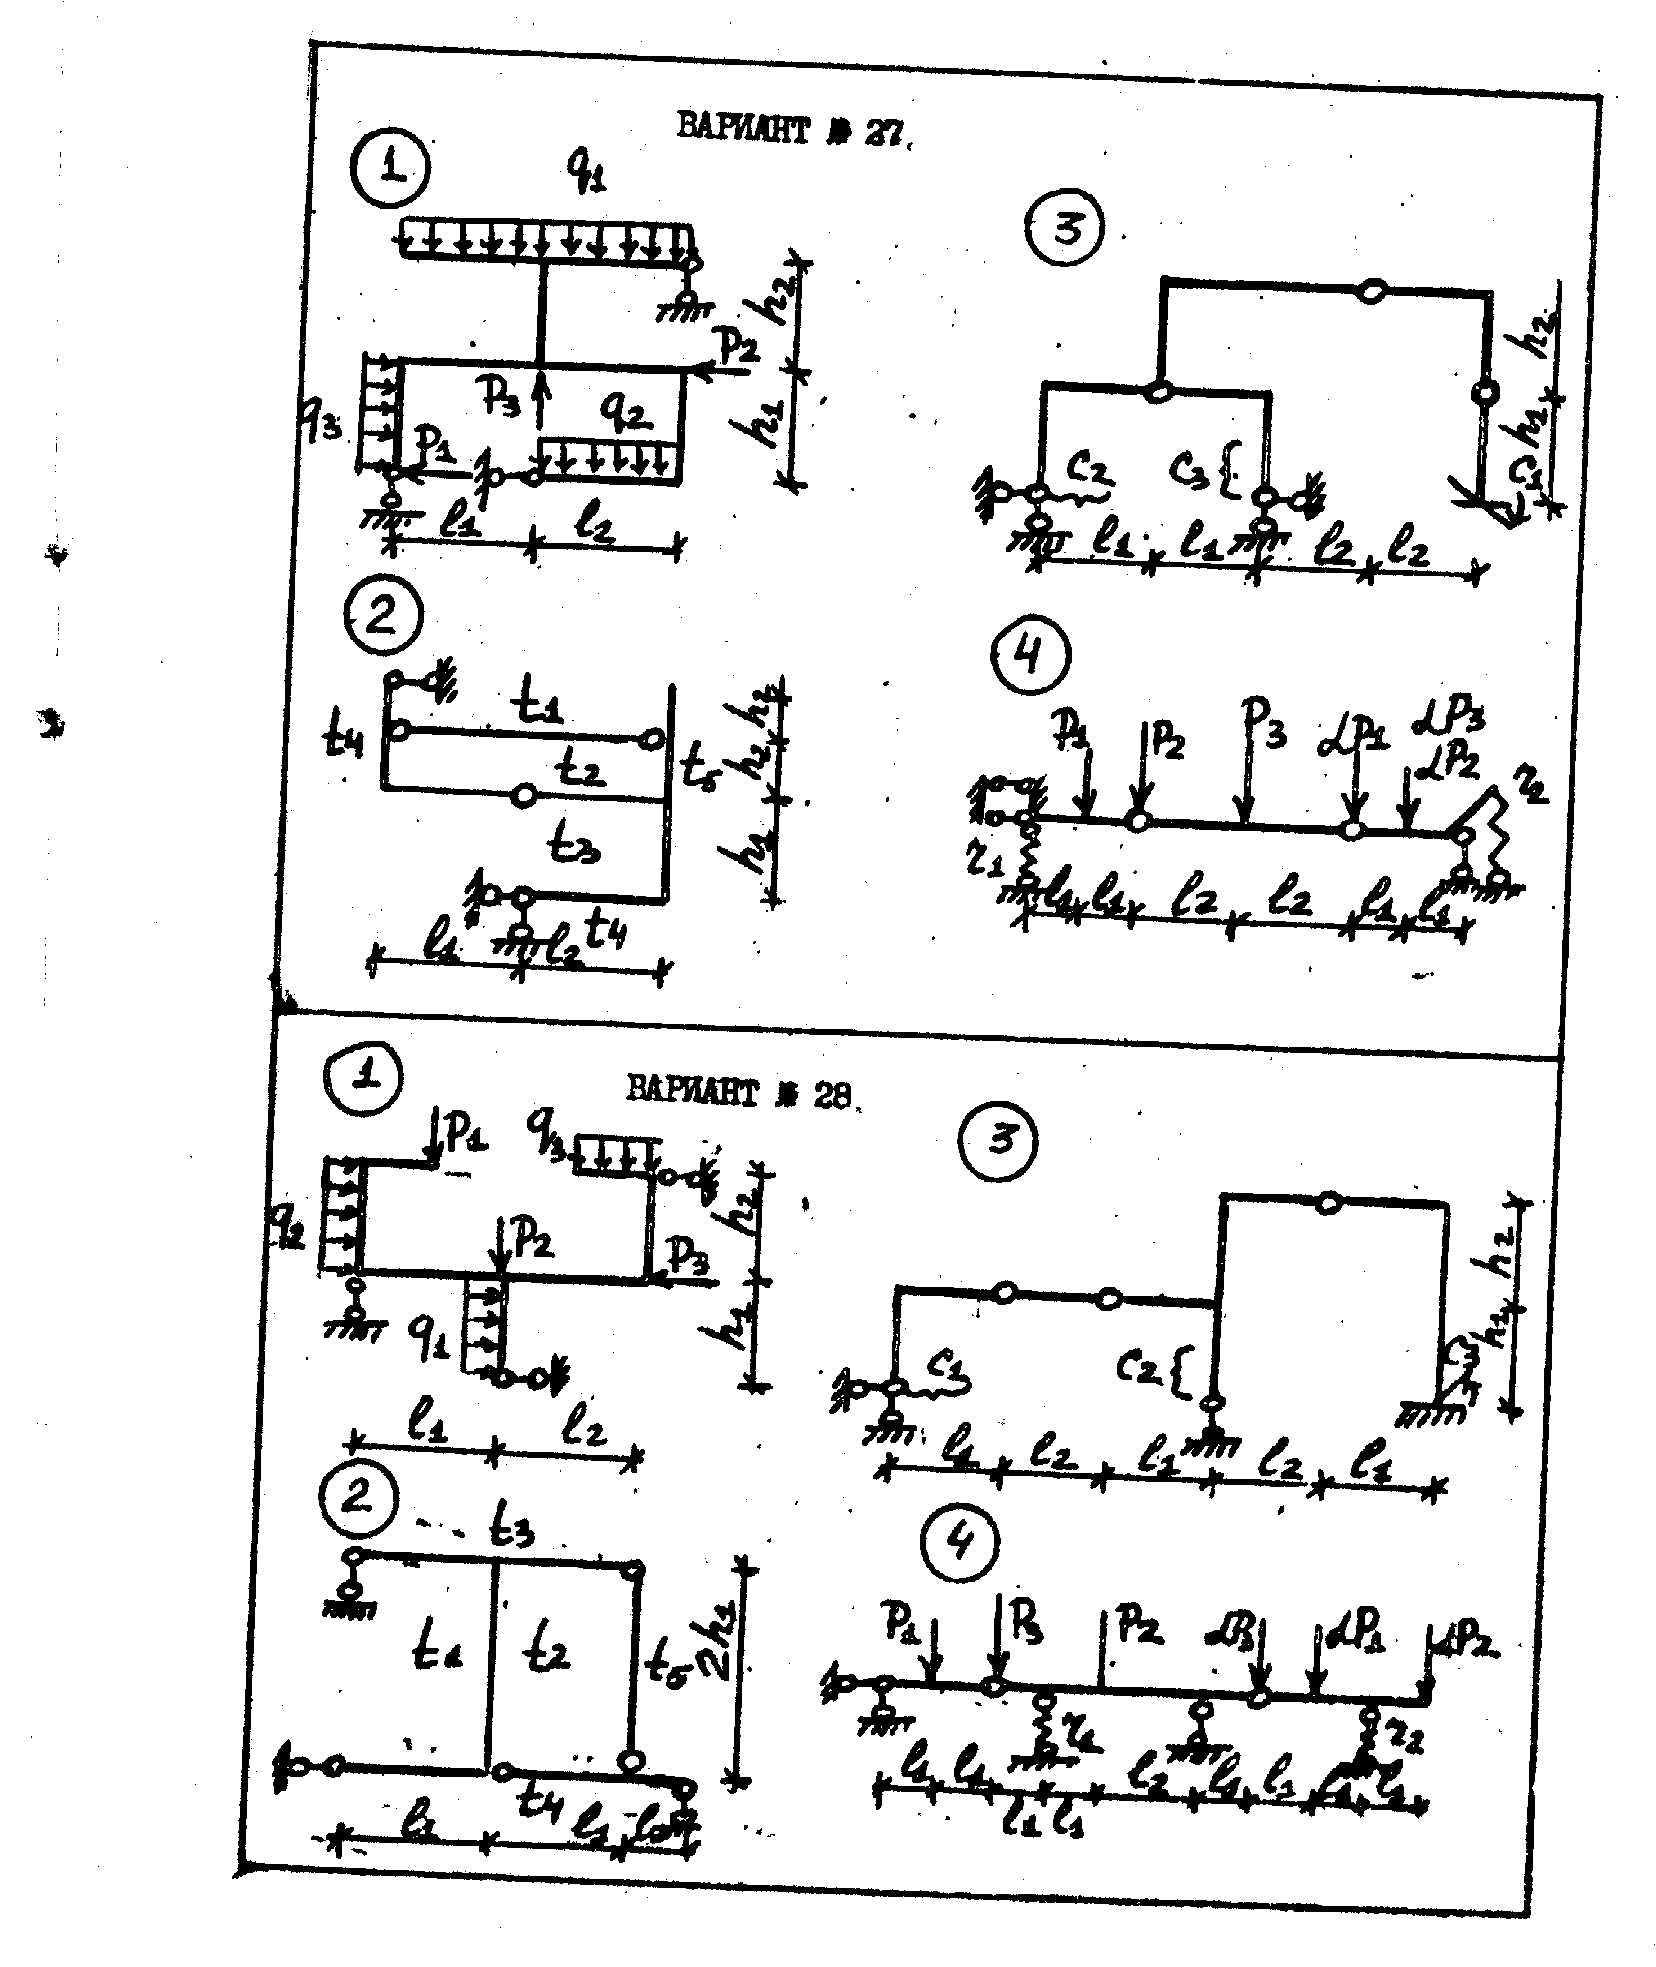 ВАРИАНТ № 27.
1
q1
h2
P2
P3
q2
q3
P1
h1
l1 l2
3
h2
h1
C2 C3 C1
l1 l1 l2 l2
2
t1
t4 t2 t5
t3
h2
h2
h1
l1 l2 t4
4
P1 P2 P3 αP1 αP3
αP2
r2
r1
l1 l1 l2 l2 l1 l1
ВАРИАНТ № 28.
1
P1 q3
q2 P2 P3
q1
h2
h1
l1 l2
3
h2
h1
C1 C2 C3
l1 l2 l1 l2 l1
2
t3
t1 t2 t5
2h1
t4
l1 l1
4
P1 P3 P2 αP3 αP1 αP2
r1 r2
l1 l1 l2 l1 l1 l1 l1
l1 l1